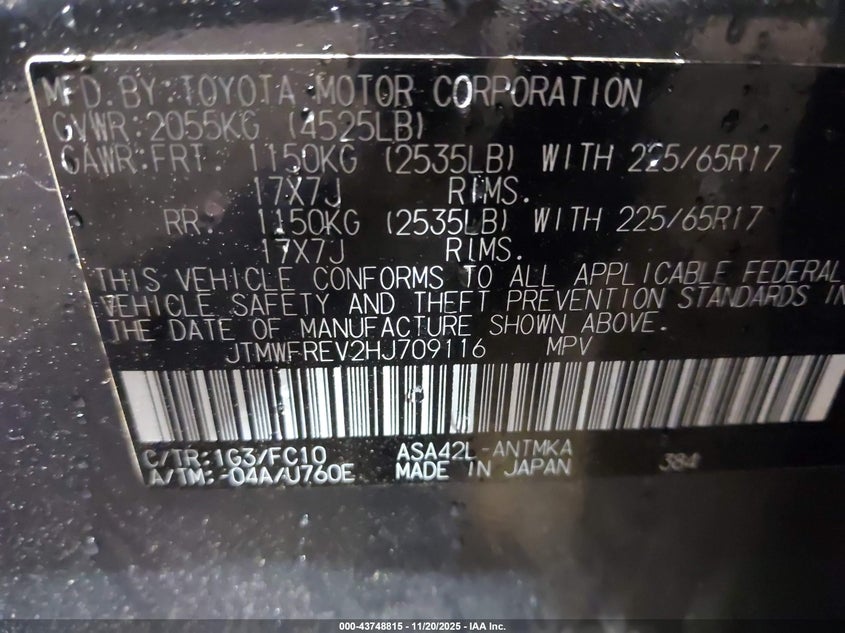 MFD.BY:TOYOTA MOTOR CORPORATION
GVWR:2055KG (4525LB)
GAWR:FRT. 1150KG (2535LB) WITH 225/65R17
17X7J RIMS.
RR. 1150KG (2535LB) WITH 225/65R17
17X7J RIMS.
THIS VEHICLE CONFORMS TO ALL APPLICABLE FEDERAL
VEHICLE SAFETY AND THEFT PREVENTION STANDARDS IN
THE DATE OF MANUFACTURE SHOWN ABOVE.
JTMWFREV2HJ709116 MPV
C/TR:1G3/FC10 ASA42L-ANTMKA 384
A/TM:-04A/U760E MADE IN JAPAN
000-43748815 - 11/20/2025 - IAA Inc.